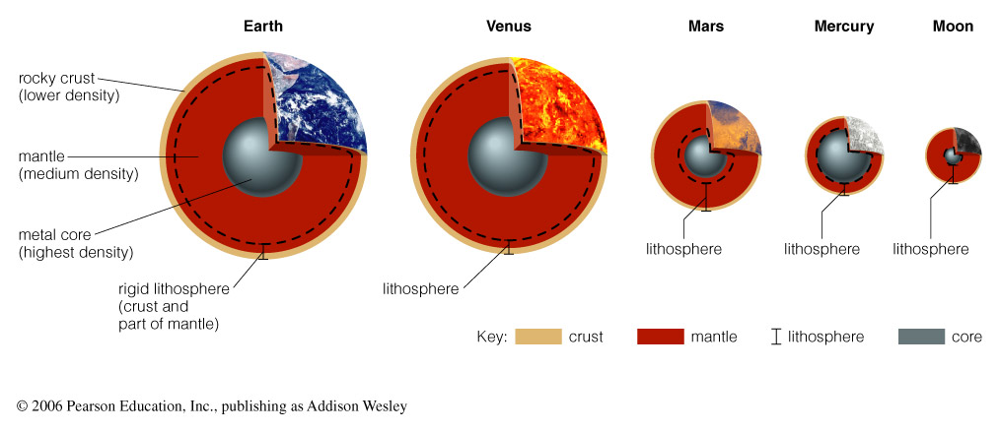 Earth
Venus
Mars
Mercury
Moon
rocky crust
(lower density)
mantle
(medium density)
metal core
(highest density)
rigid lithosphere
(crust and
part of mantle)
lithosphere
lithosphere
lithosphere
lithosphere
Key: crust mantle lithosphere core
© 2006 Pearson Education, Inc., publishing as Addison Wesley